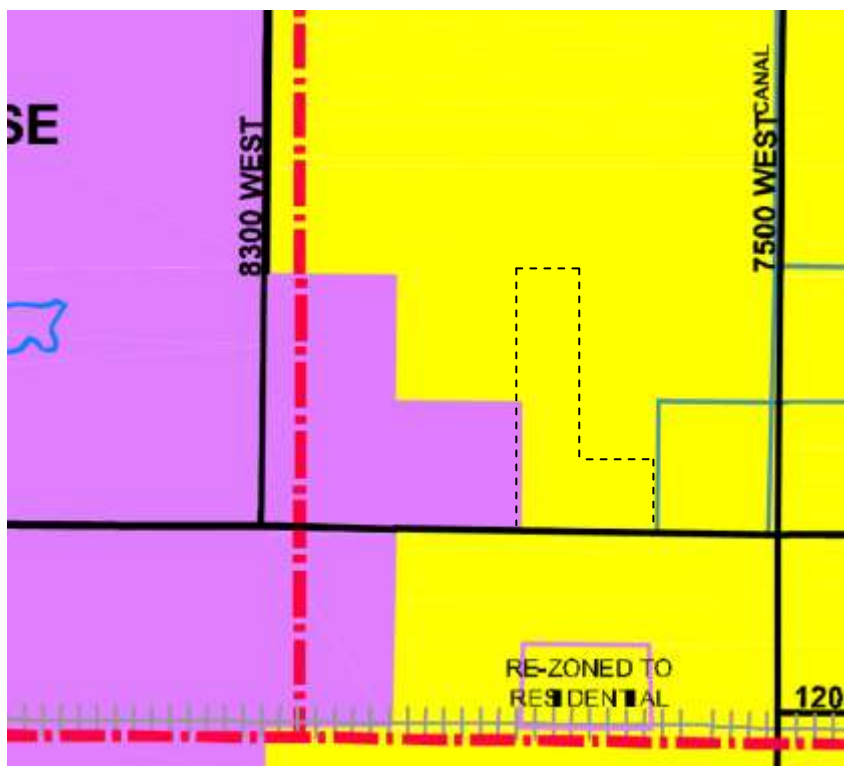 SE
8300 WEST
7500 WEST
CANAL
RE-ZONED TO
RESIDENTIAL
120